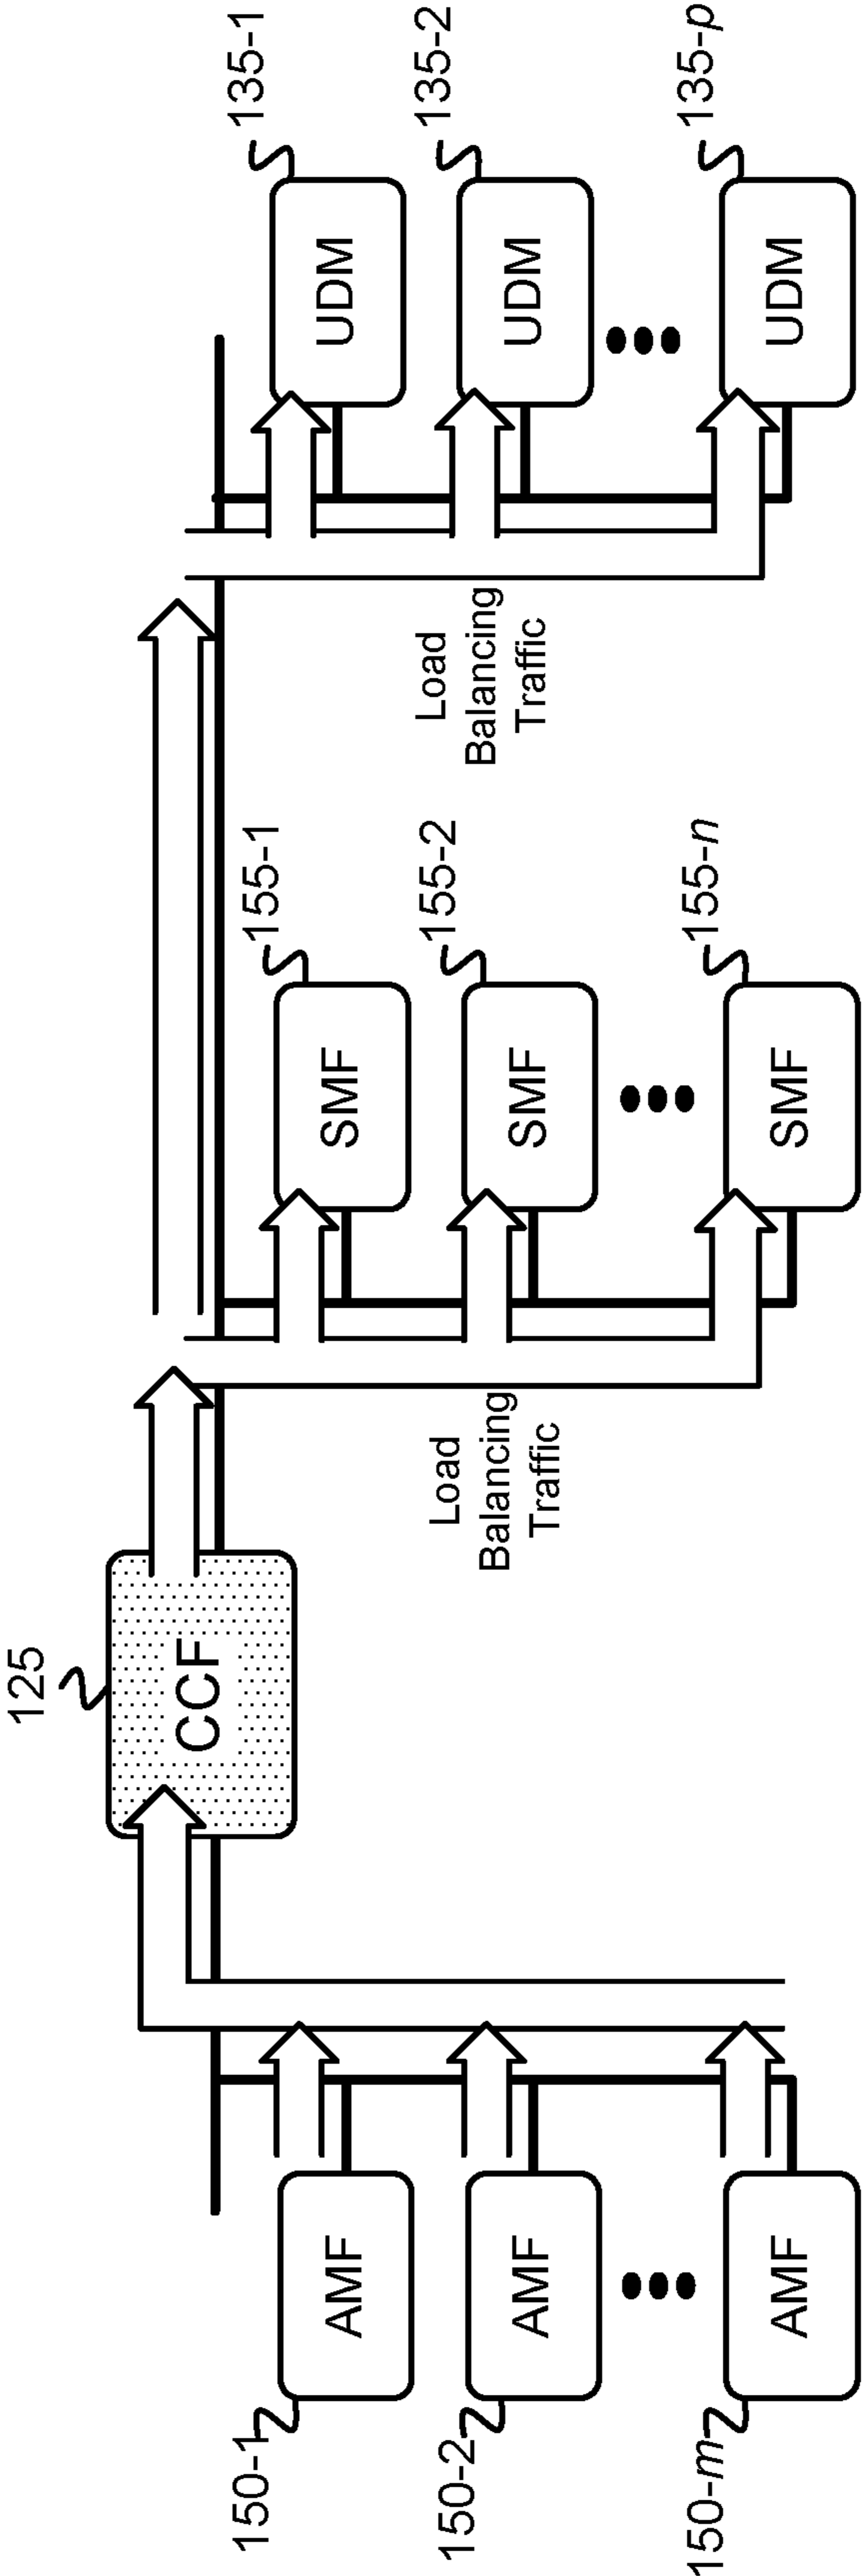 125
CCF
150-1
AMF
150-2
AMF
150-m
AMF
Load
Balancing
Traffic
155-1
SMF
155-2
SMF
155-n
SMF
Load
Balancing
Traffic
135-1
UDM
135-2
UDM
135-p
UDM